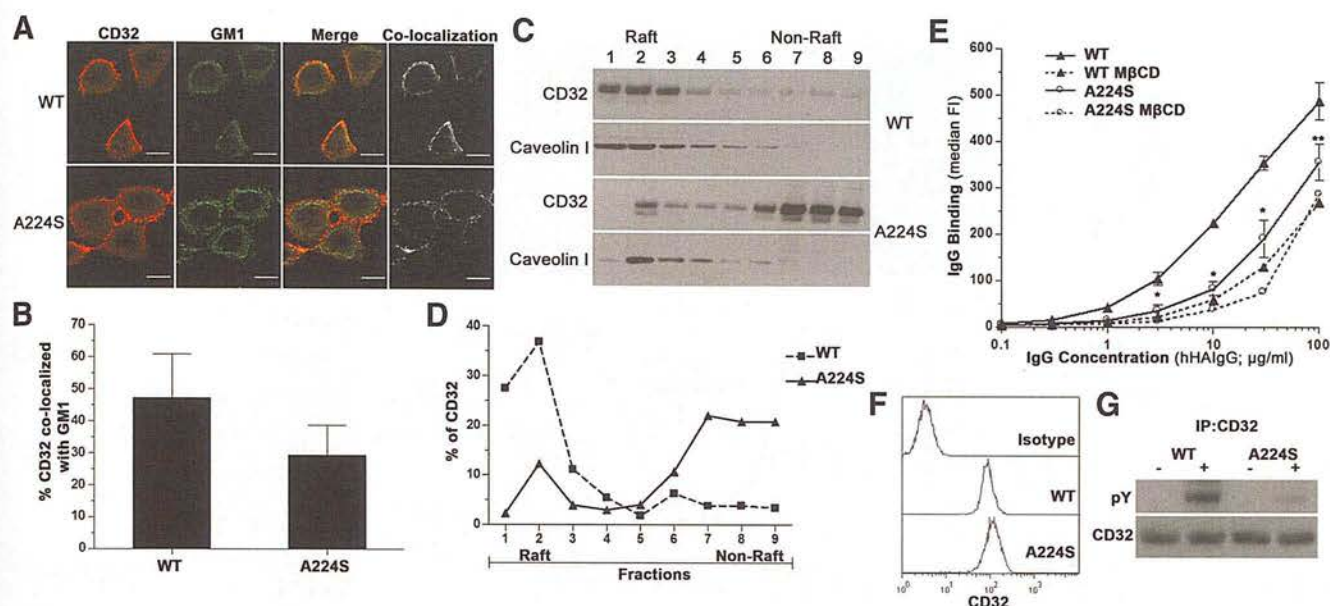 A
CD32 GM1 Merge Co-localization
WT
A224S
B
% CD32 co-localized
with GM1
70
60
50
40
30
20
10
0
WT A224S
C
Raft Non-Raft
1 2 3 4 5 6 7 8 9
CD32
Caveolin I
WT
CD32
Caveolin I
A224S
D
% of CD32
40
30
20
10
0
WT
A224S
1 2 3 4 5 6 7 8 9
Raft Non-Raft
Fractions
E
IgG Binding (median FI)
600
500
400
300
200
100
0
WT
WT MβCD
A224S
A224S MβCD
*
*
*
**
0.1 1 10 100
IgG Concentration (hHAIgG; µg/ml)
F
Isotype
WT
A224S
10⁰ 10¹ 10² 10³
CD32
G
IP:CD32
WT A224S
- + - +
pY
CD32